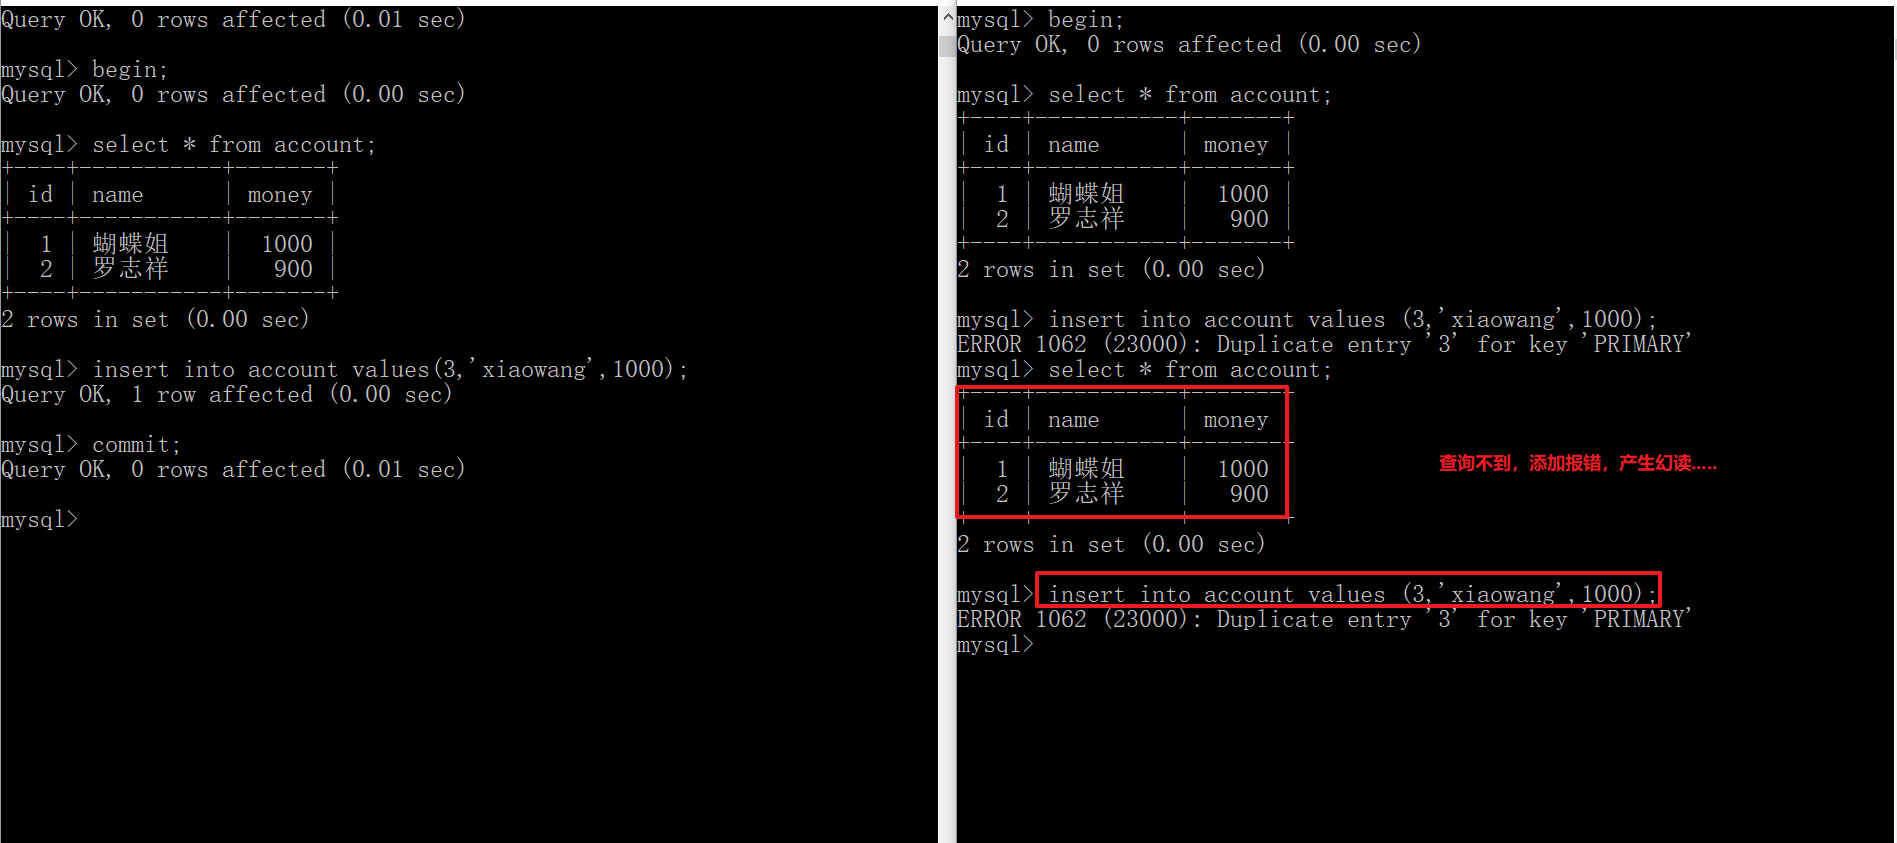 Query OK, 0 rows affected (0.01 sec)
mysql> begin;
Query OK, 0 rows affected (0.00 sec)
mysql> select * from account;
+----+-----------+-------+
| id | name      | money |
+----+-----------+-------+
|  1 | 蝴蝶姐    |  1000 |
|  2 | 罗志祥    |   900 |
+----+-----------+-------+
2 rows in set (0.00 sec)
mysql> insert into account values(3,'xiaowang',1000);
Query OK, 1 row affected (0.00 sec)
mysql> commit;
Query OK, 0 rows affected (0.01 sec)
mysql>
mysql> begin;
Query OK, 0 rows affected (0.00 sec)
mysql> select * from account;
+----+-----------+-------+
| id | name      | money |
+----+-----------+-------+
|  1 | 蝴蝶姐    |  1000 |
|  2 | 罗志祥    |   900 |
+----+-----------+-------+
2 rows in set (0.00 sec)
mysql> insert into account values (3,'xiaowang',1000);
ERROR 1062 (23000): Duplicate entry '3' for key 'PRIMARY'
mysql> select * from account;
+----+-----------+-------+
| id | name      | money |
+----+-----------+-------+
|  1 | 蝴蝶姐    |  1000 |
|  2 | 罗志祥    |   900 |
+----+-----------+-------+
2 rows in set (0.00 sec)
mysql> insert into account values (3,'xiaowang',1000);
ERROR 1062 (23000): Duplicate entry '3' for key 'PRIMARY'
mysql>
查询不到，添加报错，产生幻读.....